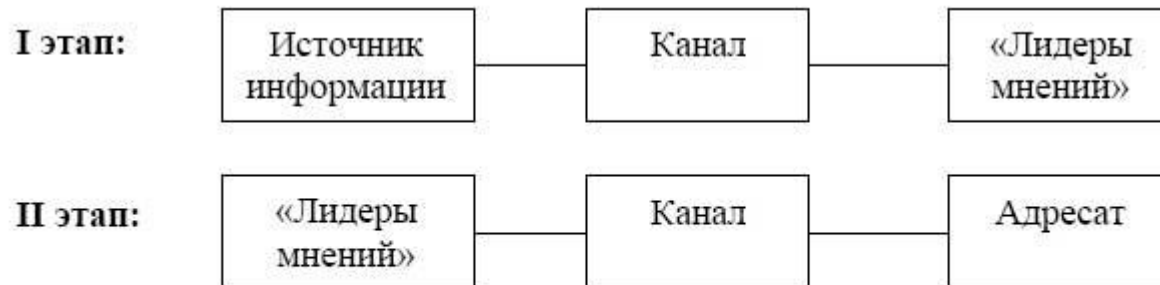 I этап:
Источник
информации
Канал
«Лидеры
мнений»
II этап:
«Лидеры
мнений»
Канал
Адресат